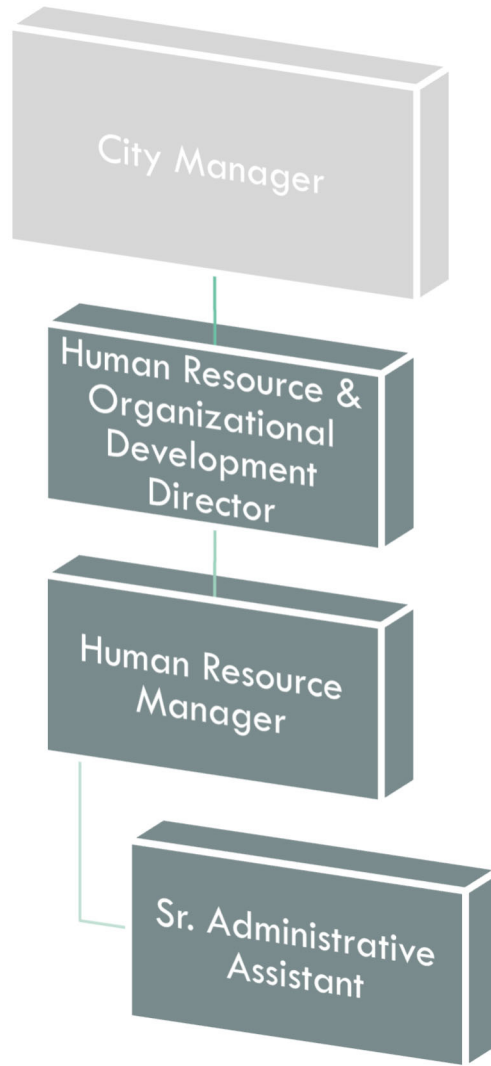 City Manager
Human Resource &
Organizational
Development
Director
Human Resource
Manager
Sr. Administrative
Assistant